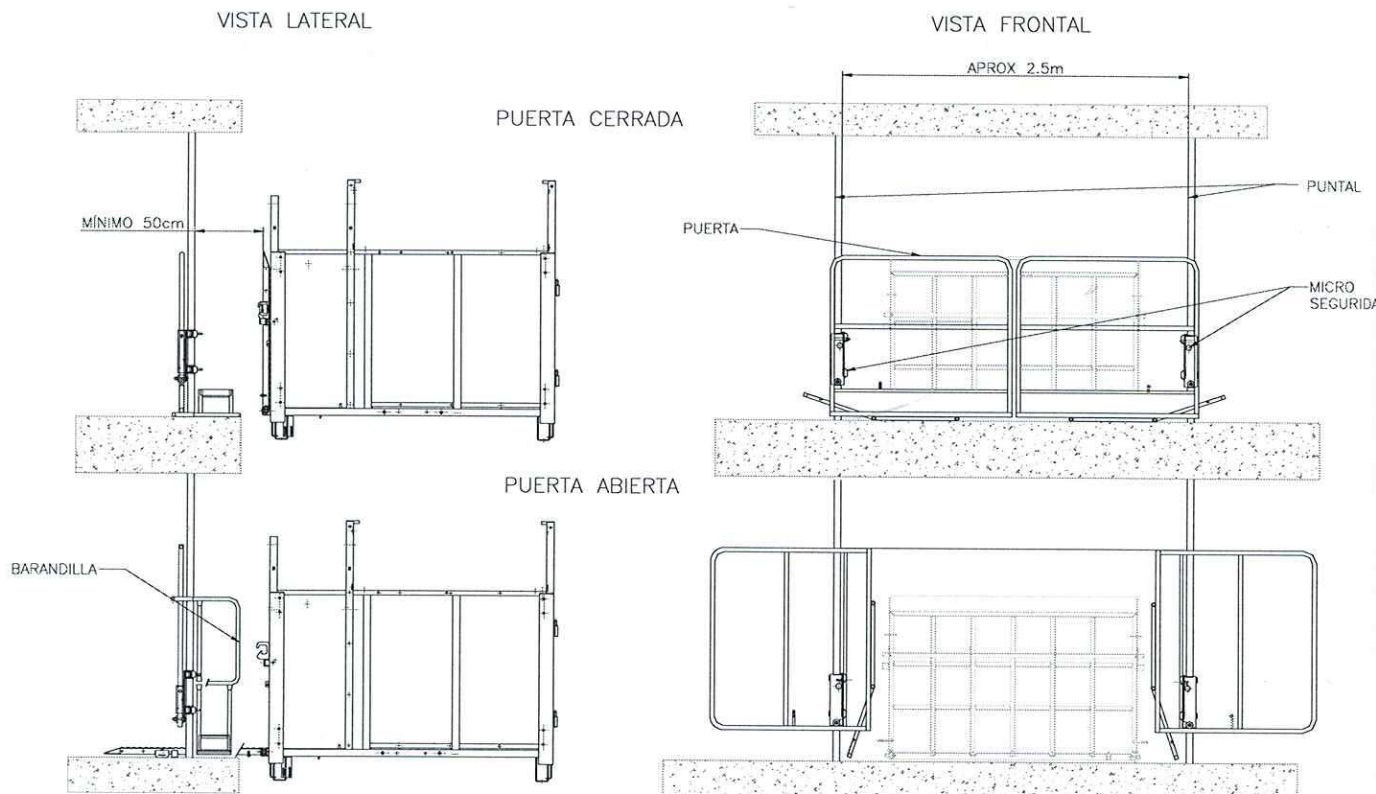 VISTA LATERAL
VISTA FRONTAL
APROX 2.5m
PUERTA CERRADA
MÍNIMO 50cm
PUNTAL
PUERTA
MICRO
SEGURIDA
PUERTA ABIERTA
BARANDILLA